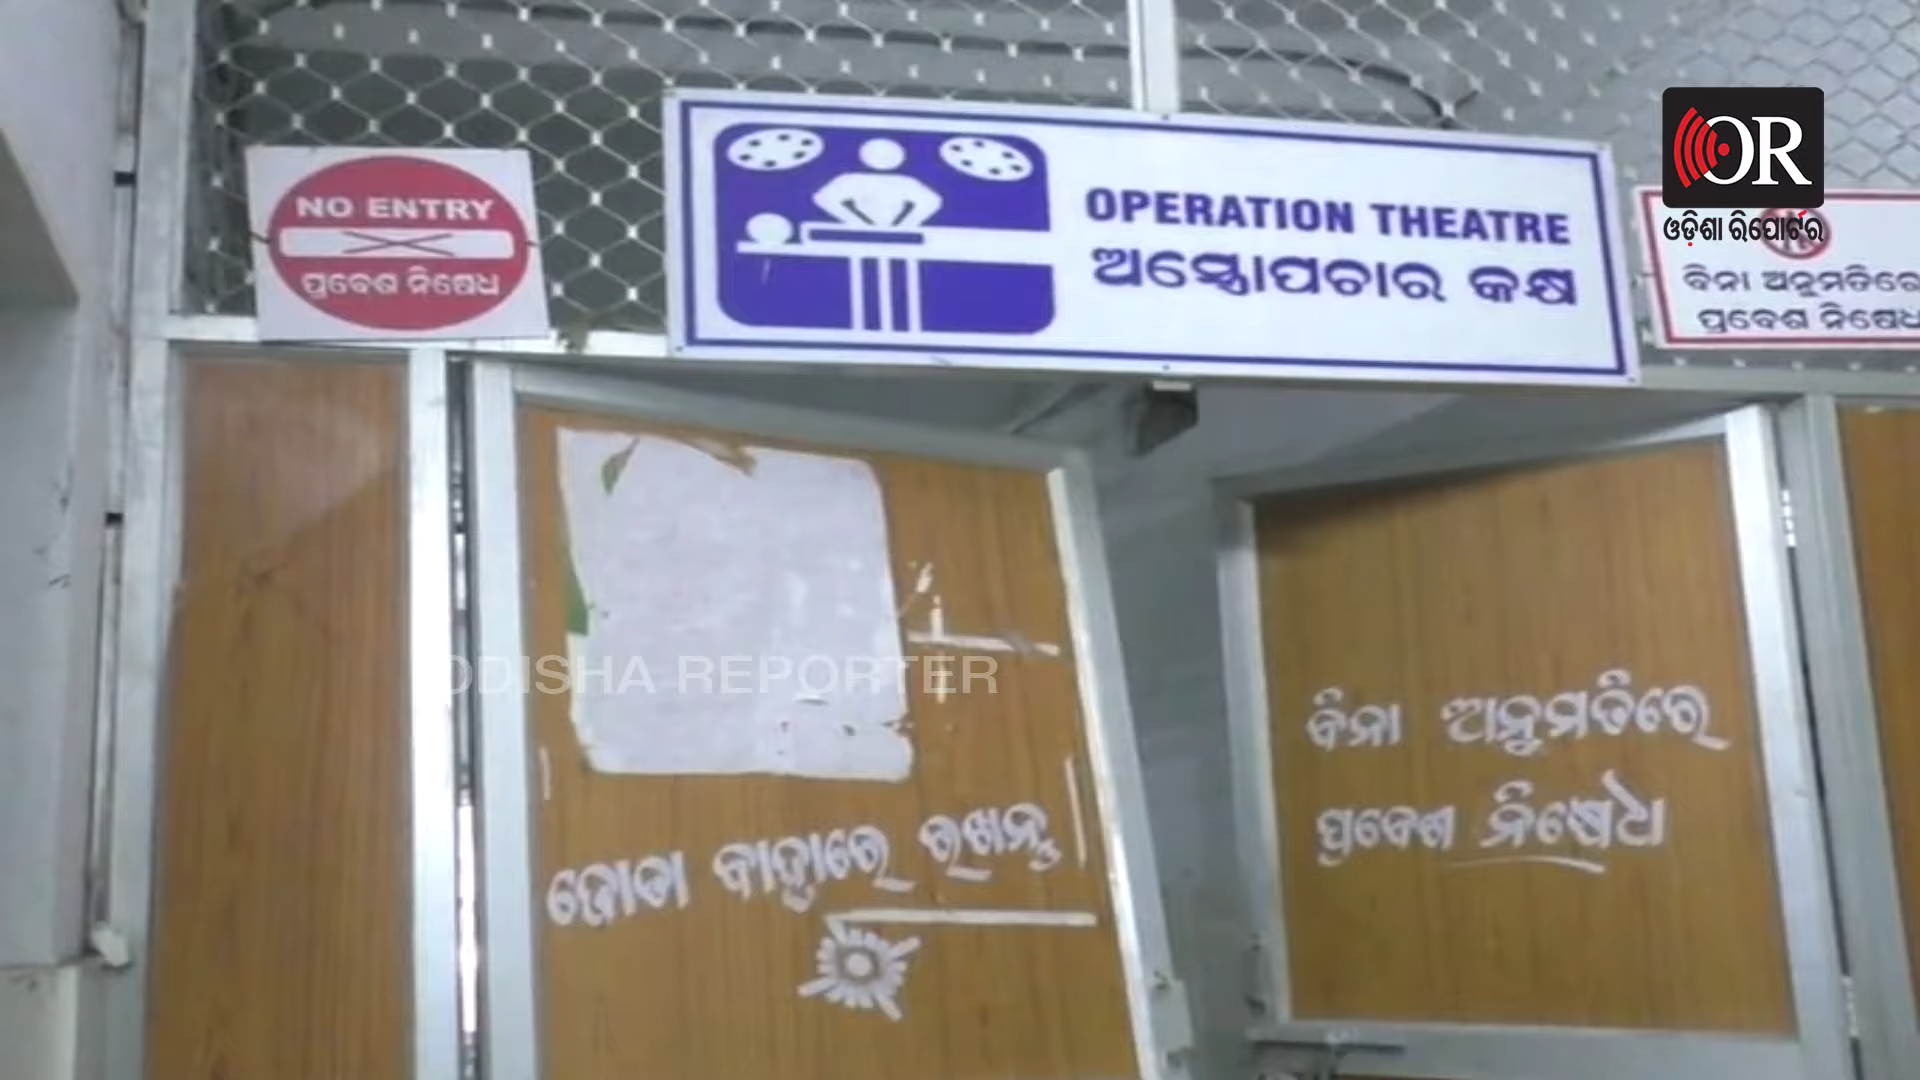 NO ENTRY
ପ୍ରବେଶ ନିଷେଧ
OPERATION THEATRE
ଅସ୍ତ୍ରୋପଚାର କକ୍ଷ
OR
ଓଡ଼ିଶା ରିପୋର୍ଟର
ବିନା ଅନୁମତିରେ
ପ୍ରବେଶ ନିଷେଧ
ODISHA REPORTER
ଜୋତା ବାହାରେ ରଖନ୍ତୁ
ବିନା ଅନୁମତିରେ
ପ୍ରବେଶ ନିଷେଧ